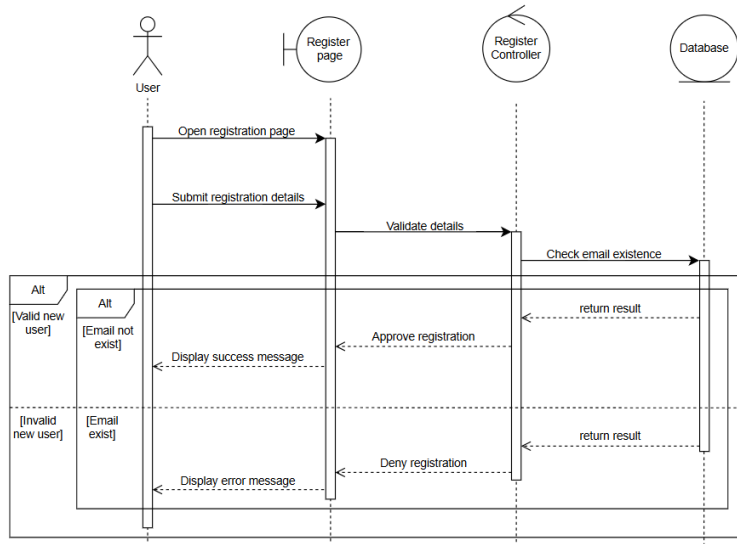 Register
page
Register
Controller
Database
User
Open registration page
Submit registration details
Validate details
Check email existence
Alt
Alt
[Valid new
user]
[Email not
exist]
return result
Approve registration
Display success message
[Invalid
new user]
[Email
exist]
return result
Deny registration
Display error message